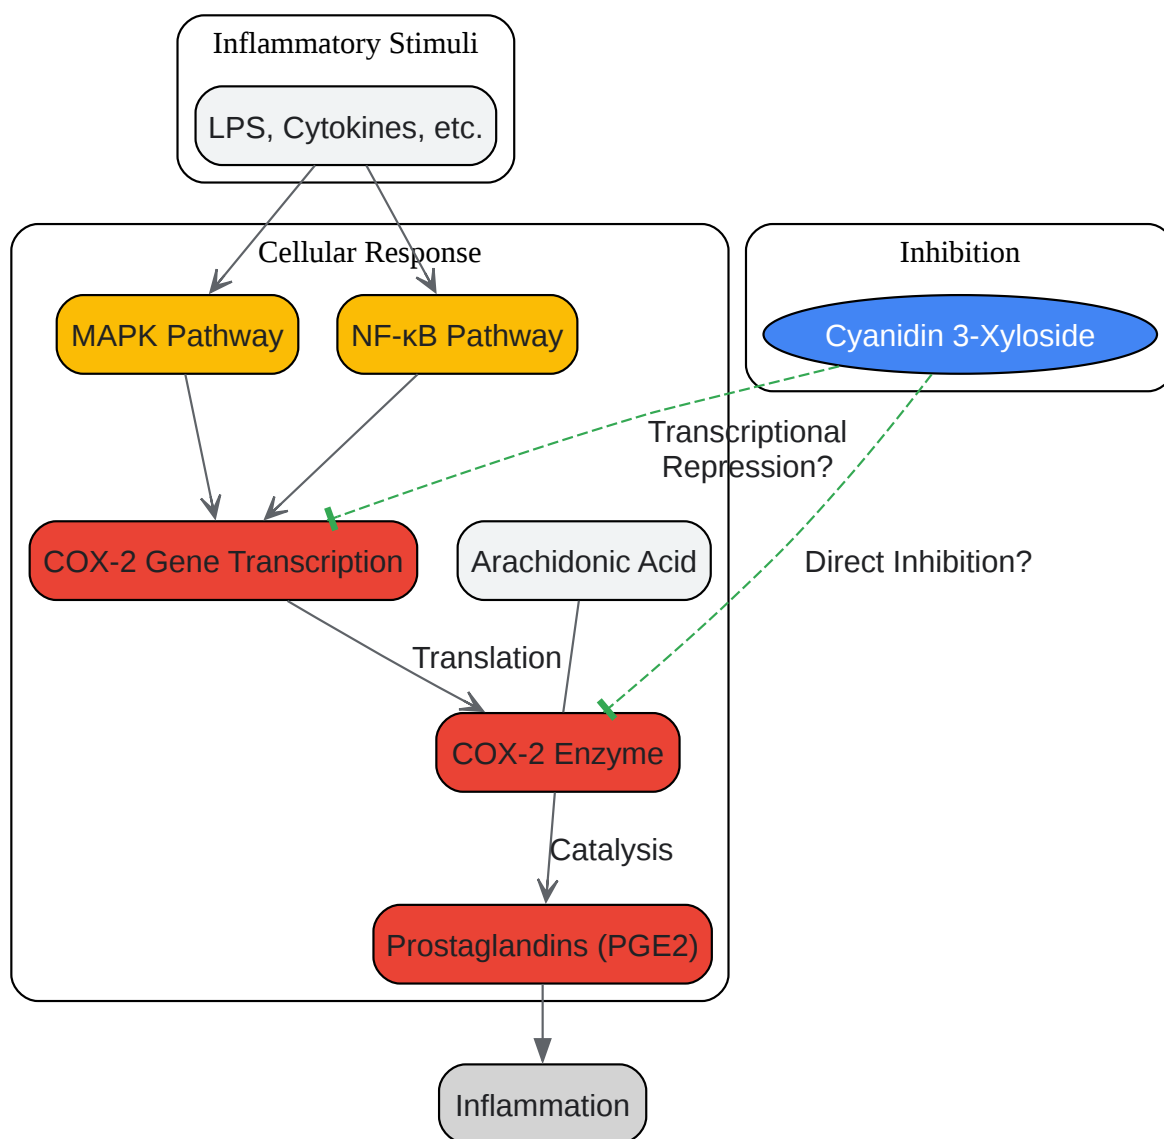 Inflammatory Stimuli
LPS, Cytokines, etc.
Cellular Response
Inhibition
MAPK Pathway
NF-κB Pathway
Cyanidin 3-Xyloside
Transcriptional
Repression?
COX-2 Gene Transcription
Arachidonic Acid
Direct Inhibition?
Translation
COX-2 Enzyme
Catalysis
Prostaglandins (PGE2)
Inflammation